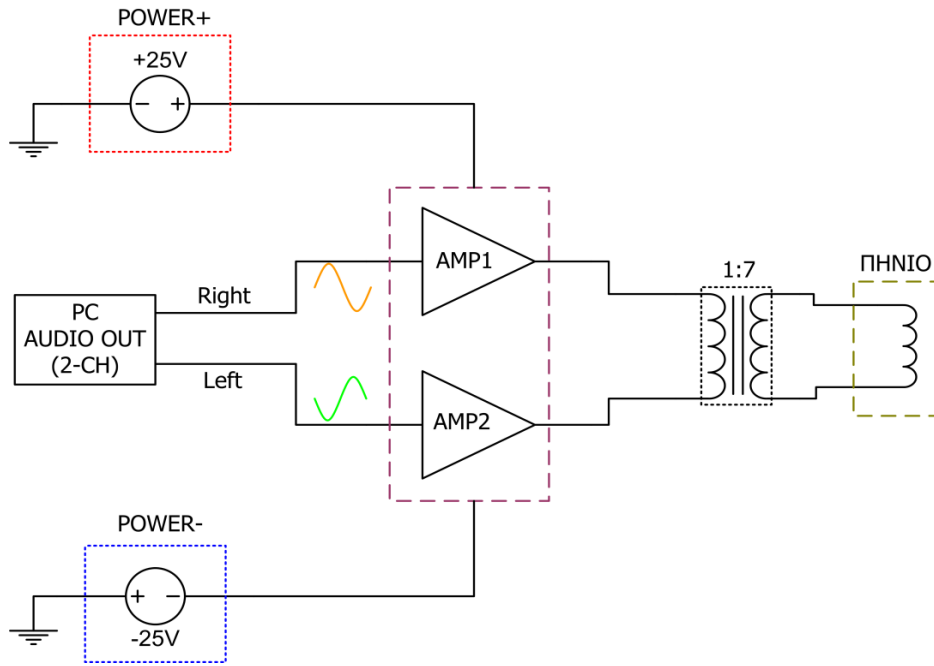 POWER+
+25V
− +
AMP1
1:7
ΠΗΝΙΟ
Right
PC
AUDIO OUT
(2-CH)
Left
AMP2
POWER-
+ −
-25V